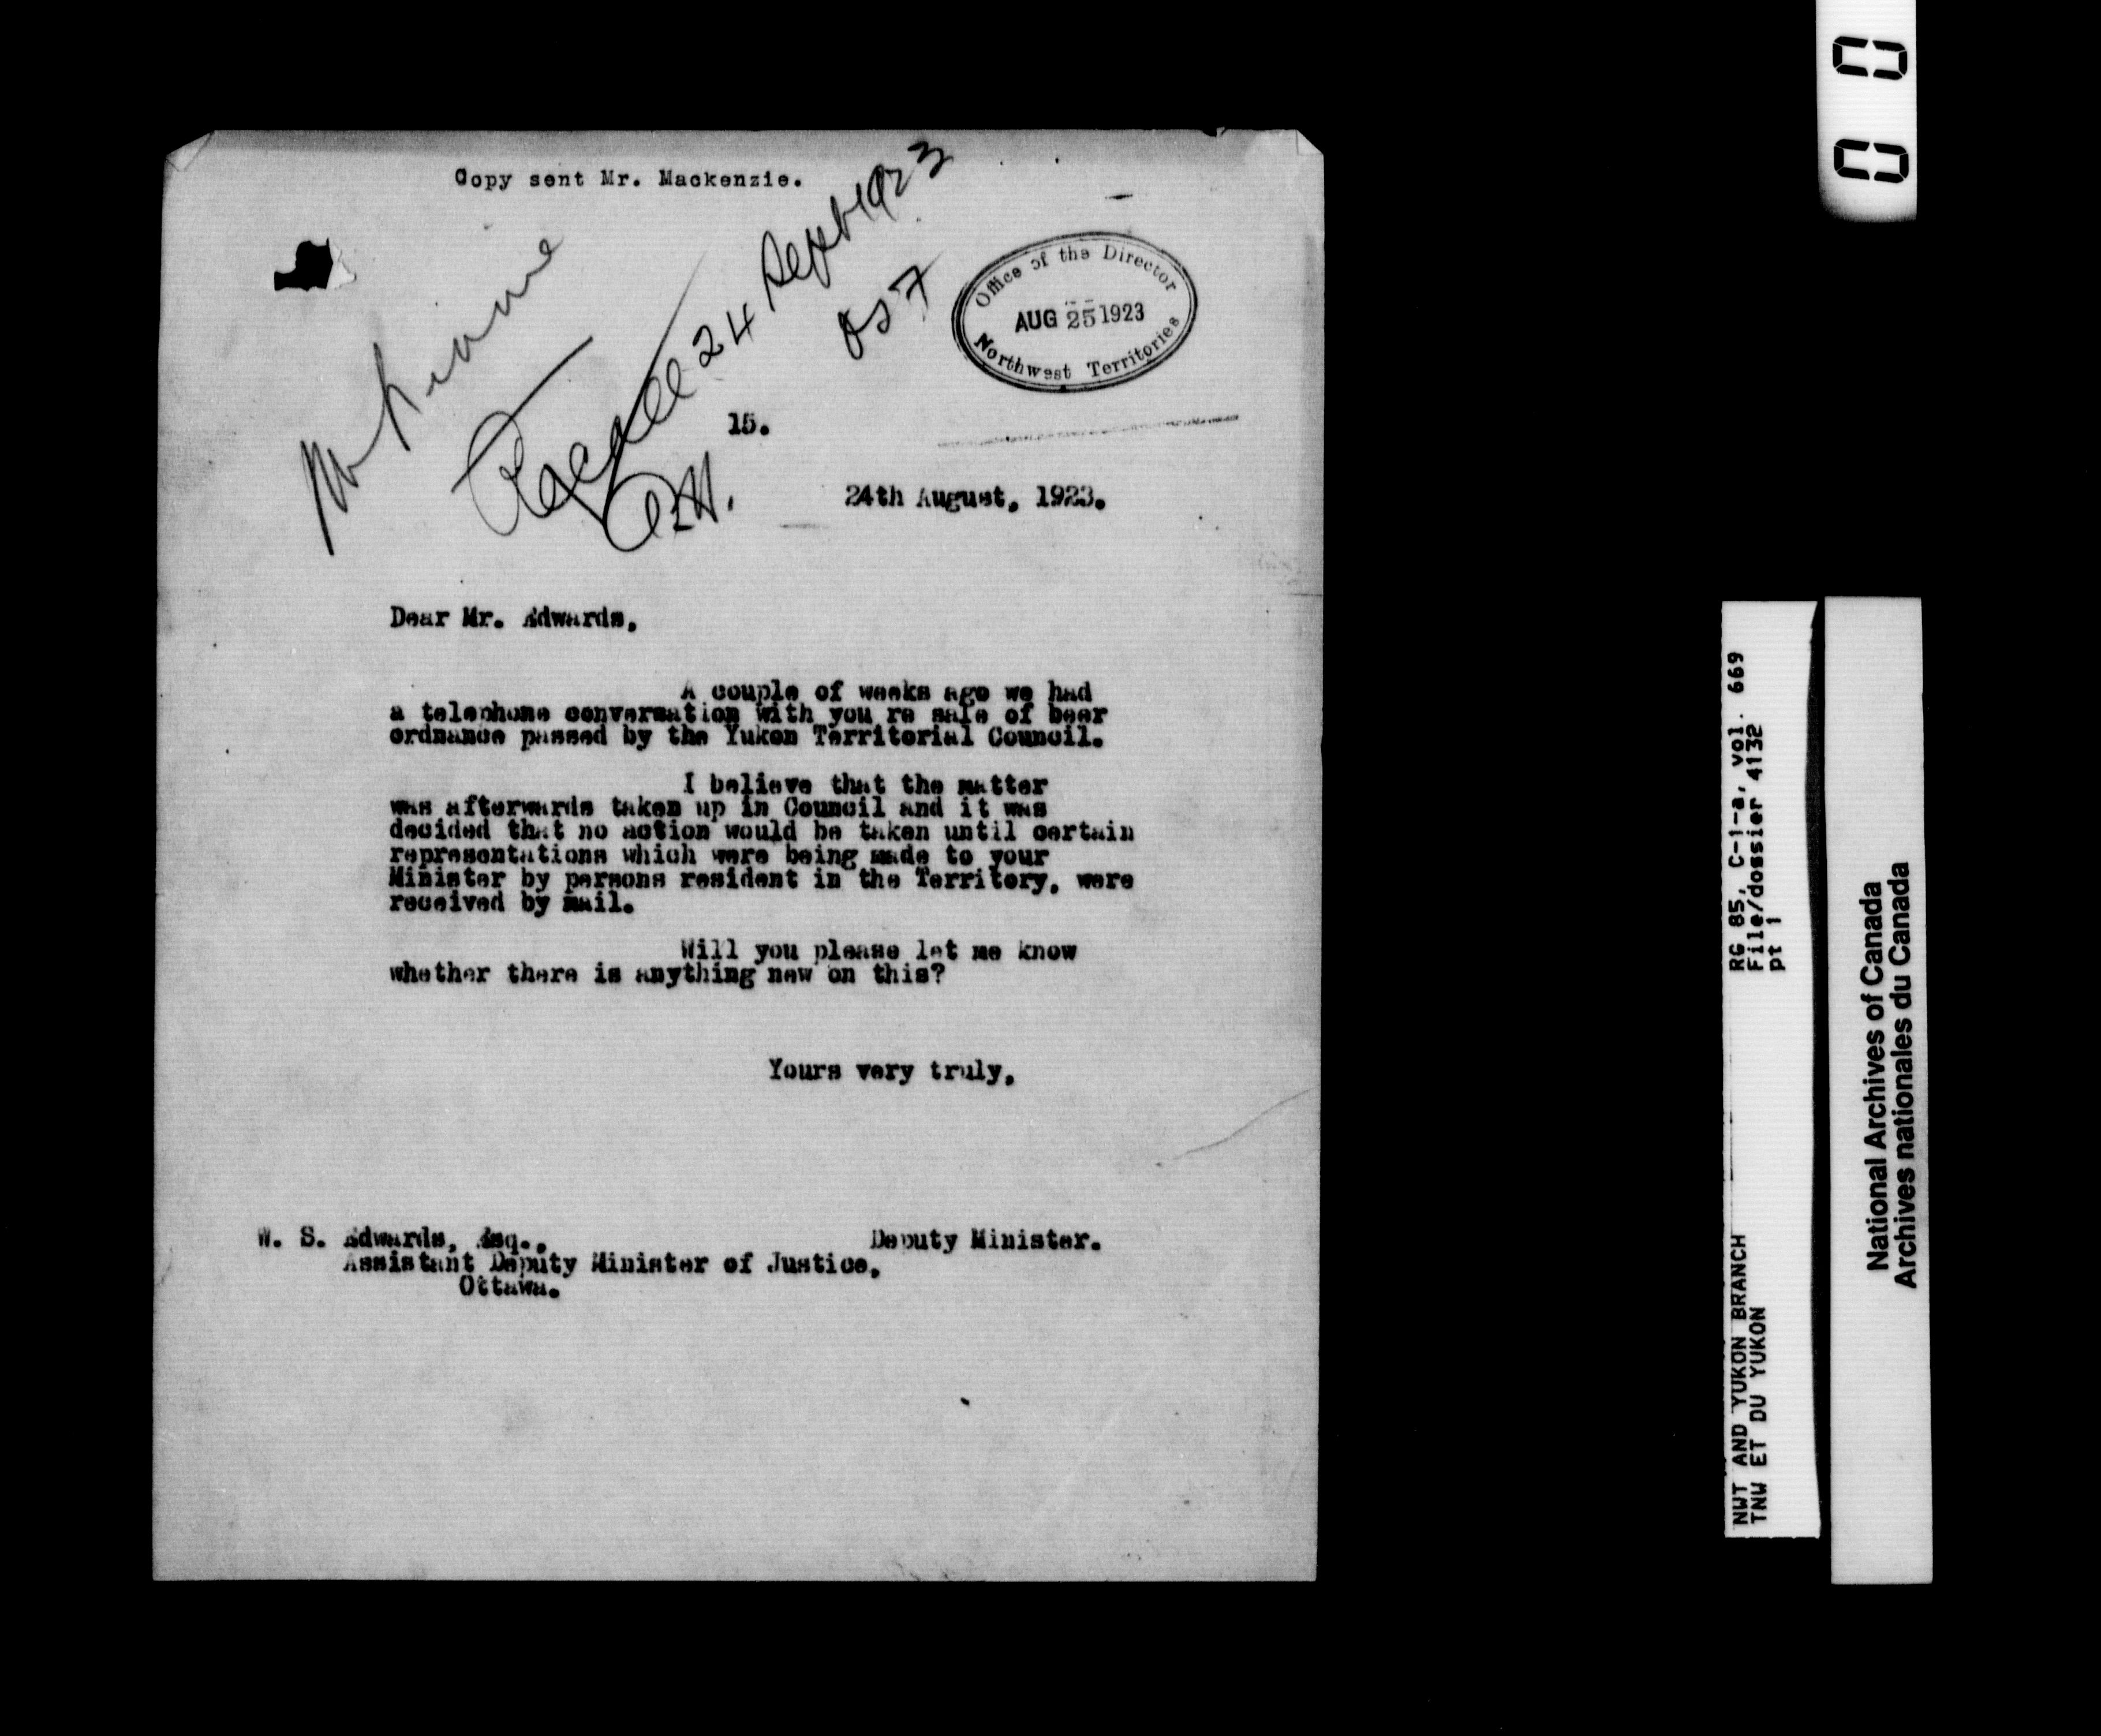 Copy sent Mr. Mackenzie.
Mr
Recall 24 Sept 1923
Office of the Director
AUG 25 1923
Northwest Territories
15.
24th August, 1923.
Dear Mr. Edwards,
A couple of weeks ago we had
a telephone conversation with you re sale of beer
ordnance passed by the Yukon Territorial Council.
I believe that the matter
was afterwards taken up in Council and it was
decided that no action would be taken until certain
representations which were being made to your
Minister by persons resident in the Territory, were
received by mail.
Will you please let me know
whether there is anything new on this?
Yours very truly,
Deputy Minister.
W. S. Edwards, Esq.,
Assistant Deputy Minister of Justice,
Ottawa.
00
RG 85, C-1-a, vol. 669
File/dossier 4132
pt 1
NWT AND YUKON BRANCH
TNW ET DU YUKON
National Archives of Canada
Archives nationales du Canada